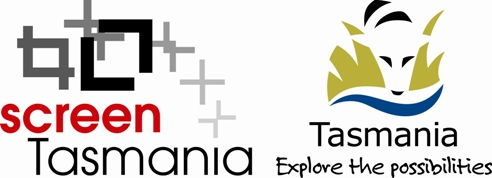 screen
Tasmania
Tasmania
Explore the possibilities